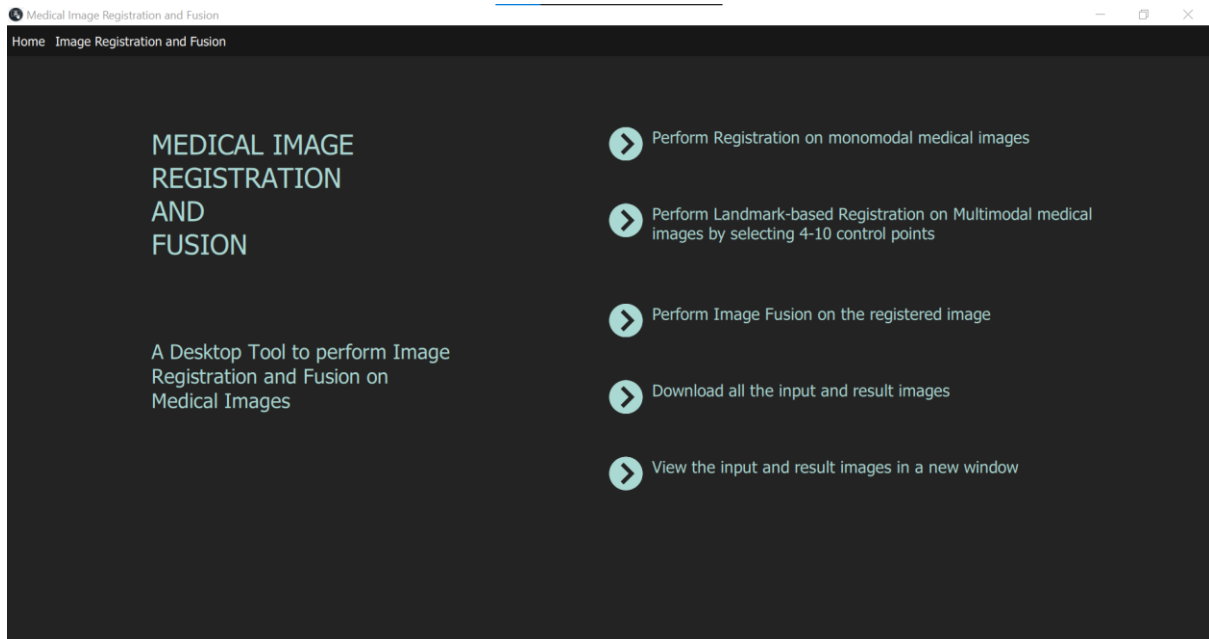 Medical Image Registration and Fusion
Home Image Registration and Fusion
MEDICAL IMAGE
REGISTRATION
AND
FUSION
A Desktop Tool to perform Image
Registration and Fusion on
Medical Images
Perform Registration on monomodal medical images
Perform Landmark-based Registration on Multimodal medical
images by selecting 4-10 control points
Perform Image Fusion on the registered image
Download all the input and result images
View the input and result images in a new window